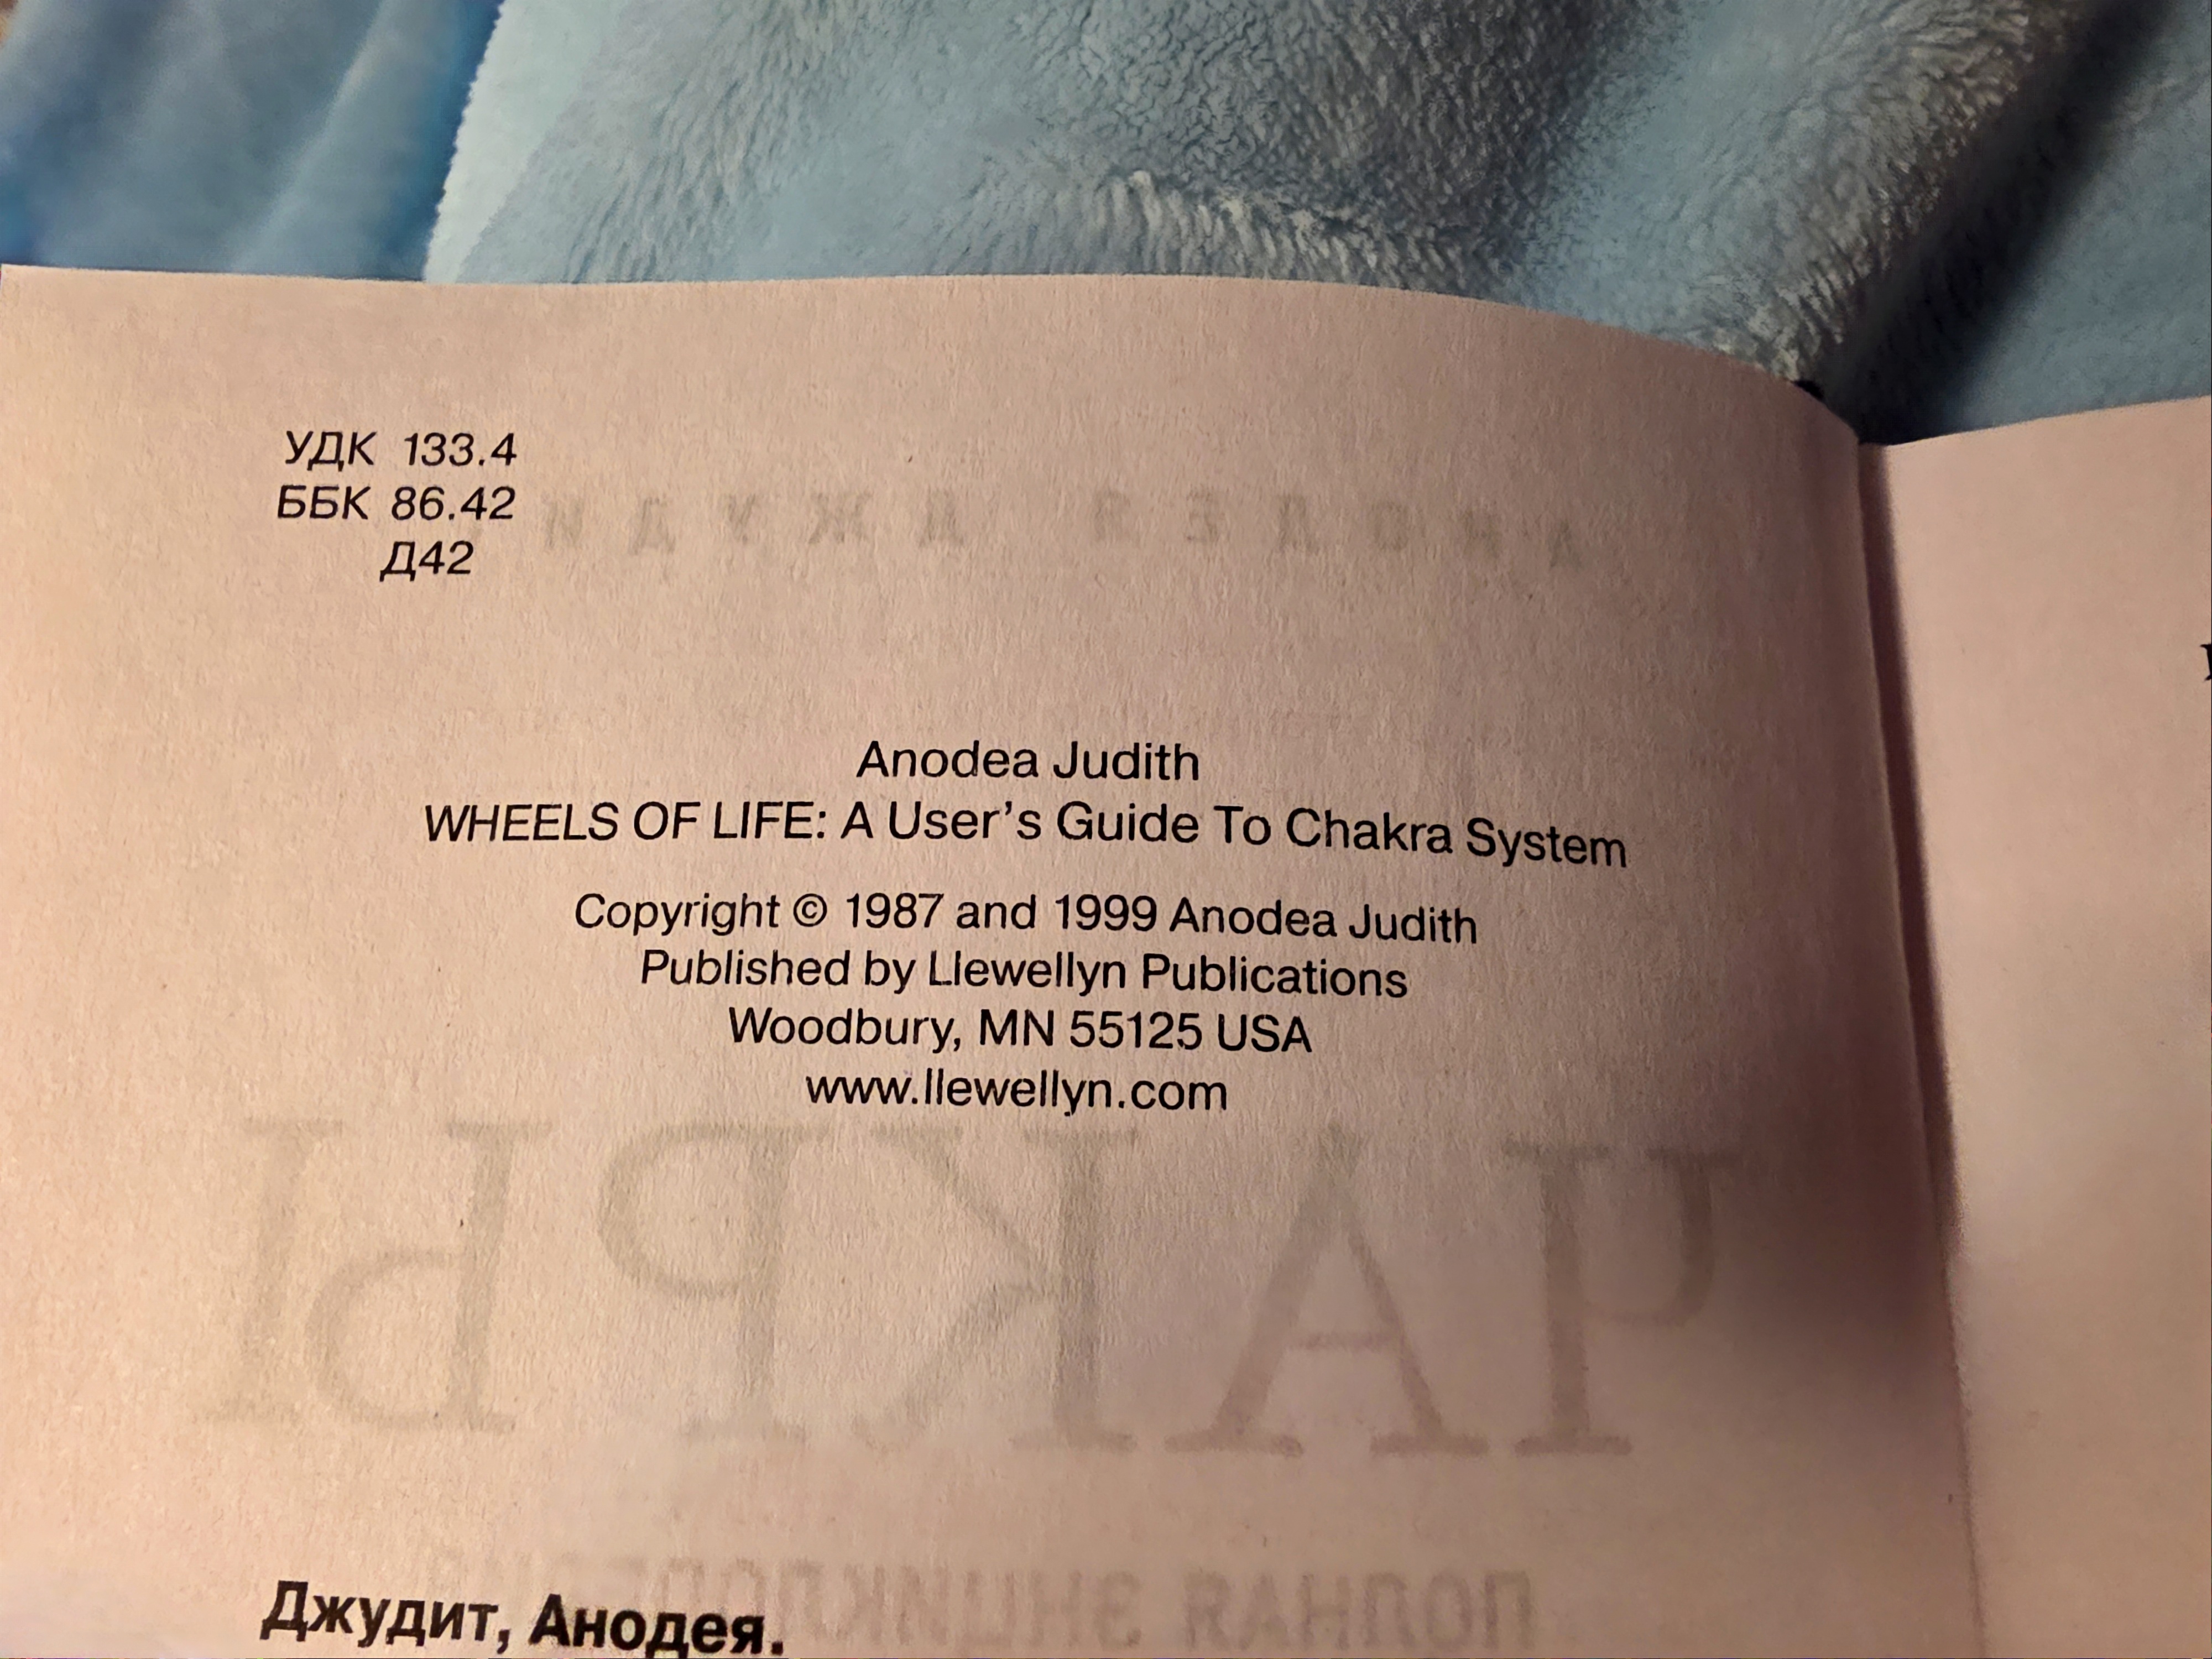 УДК 133.4
ББК 86.42
Д42
Anodea Judith
WHEELS OF LIFE: A User's Guide To Chakra System
Copyright © 1987 and 1999 Anodea Judith
Published by Llewellyn Publications
Woodbury, MN 55125 USA
www.llewellyn.com
Джудит, Анодея.